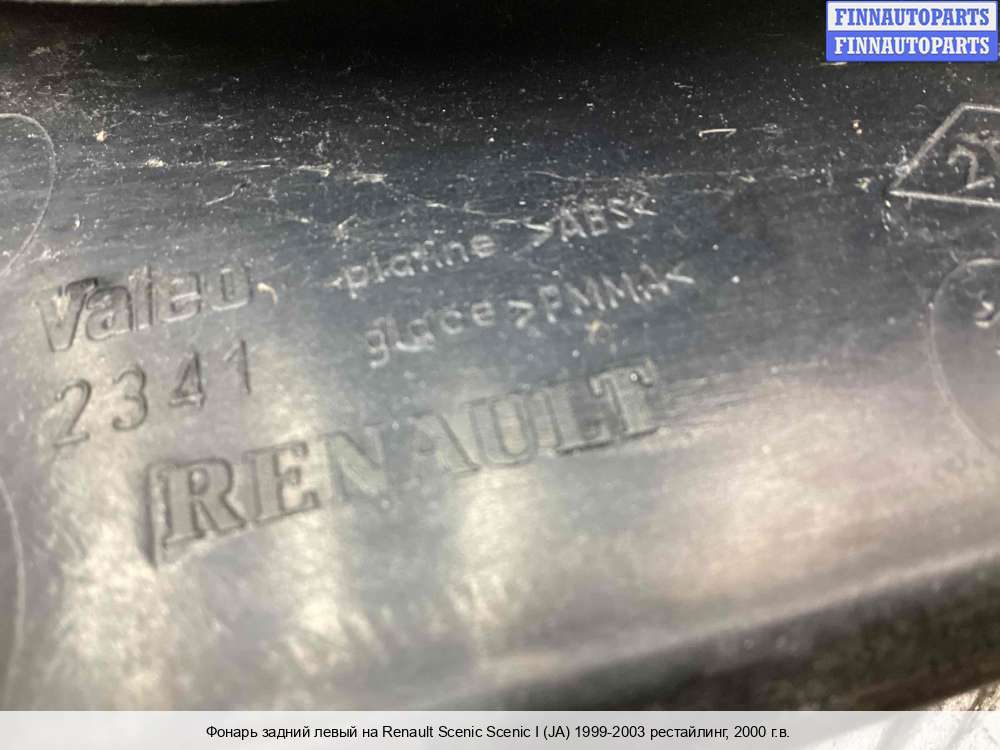 FINNAUTOPARTS
FINNAUTOPARTS
Valeo
2341
platine >ABS<
glace >PMMA<
RENAULT
Фонарь задний левый на Renault Scenic Scenic I (JA) 1999-2003 рестайлинг, 2000 г.в.